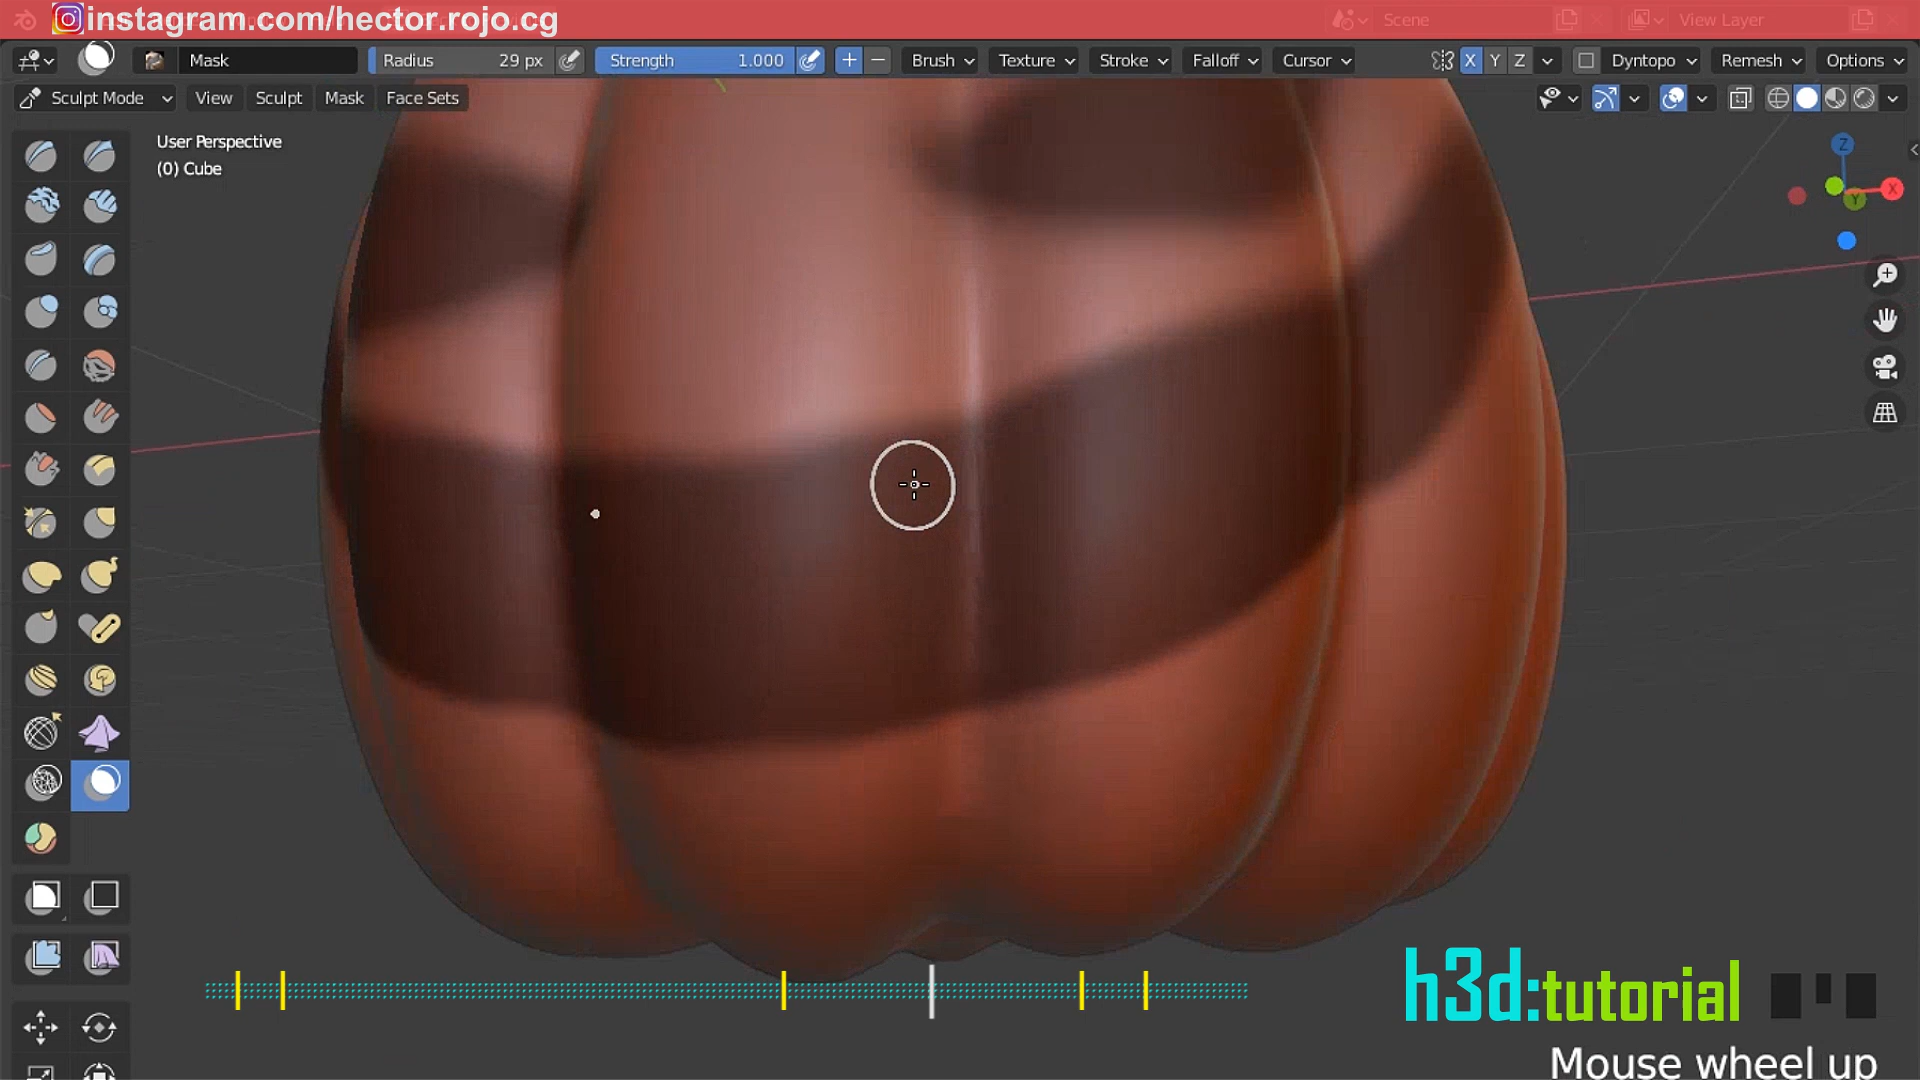 instagram.com/hector.rojo.cg
Scene
View Layer
Mask
Radius 29 px
Strength 1.000
Brush
Texture
Stroke
Falloff
Cursor
X Y Z
Dyntopo
Remesh
Options
Sculpt Mode
View
Sculpt
Mask
Face Sets
User Perspective
(0) Cube
Z
X
Y
h3d:tutorial
Mouse wheel up